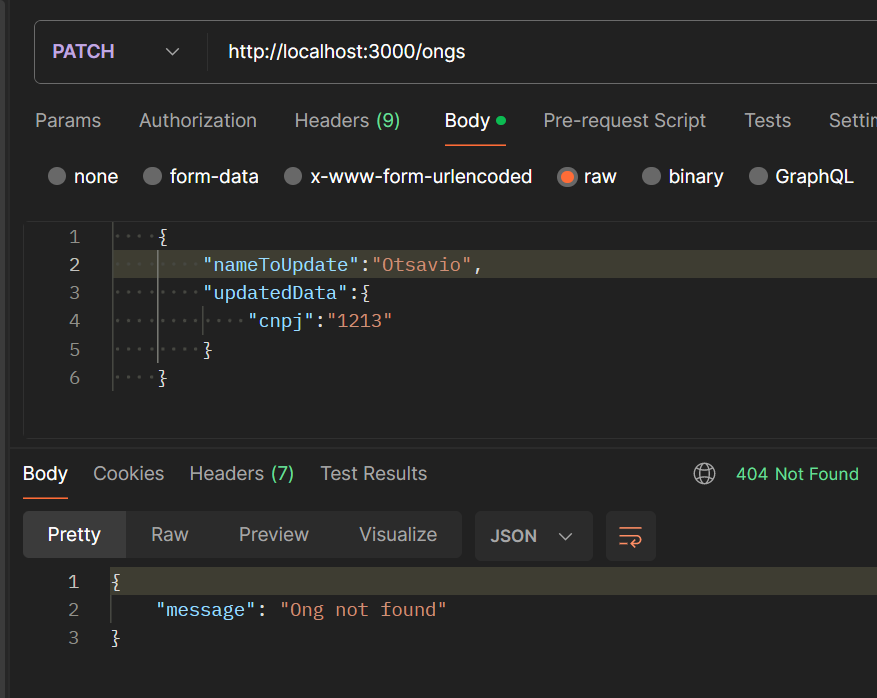 PATCH http://localhost:3000/ongs
Params Authorization Headers (9) Body Pre-request Script Tests Settin
none form-data x-www-form-urlencoded raw binary GraphQL
1 {
2 "nameToUpdate":"Otsavio",
3 "updatedData":{
4 "cnpj":"1213"
5 }
6 }
Body Cookies Headers (7) Test Results 404 Not Found
Pretty Raw Preview Visualize JSON
1 {
2 "message": "Ong not found"
3 }